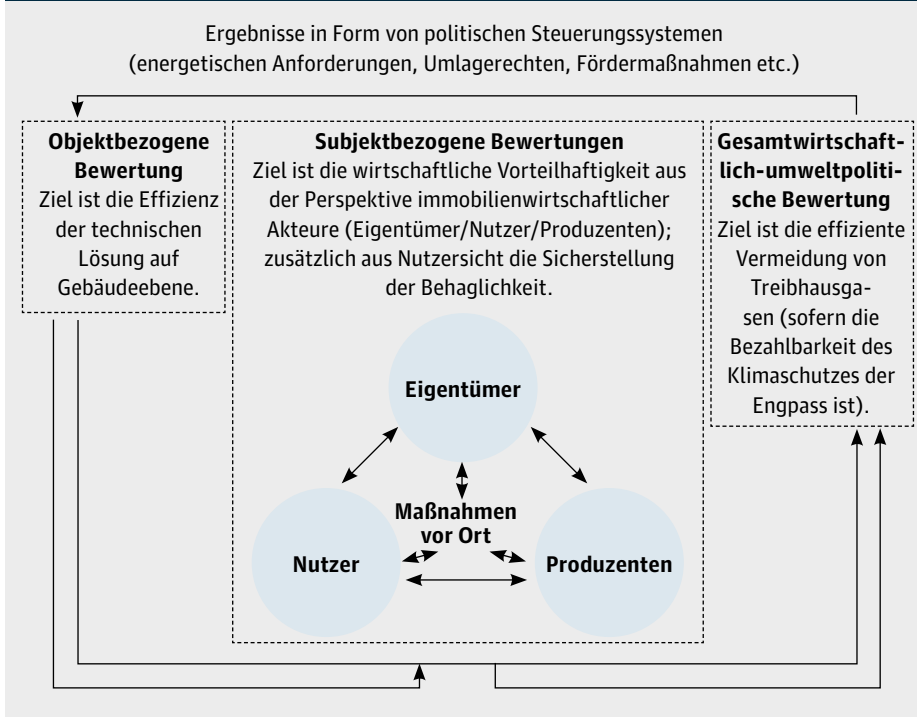 Ergebnisse in Form von politischen Steuerungssystemen
(energetischen Anforderungen, Umlagerechten, Fördermaßnahmen etc.)
Objektbezogene
Bewertung
Ziel ist die Effizienz
der technischen
Lösung auf
Gebäudeebene.
Subjektbezogene Bewertungen
Ziel ist die wirtschaftliche Vorteilhaftigkeit aus
der Perspektive immobilienwirtschaftlicher
Akteure (Eigentümer/Nutzer/Produzenten);
zusätzlich aus Nutzersicht die Sicherstellung
der Behaglichkeit.
Gesamtwirtschaft-
lich-umweltpoliti-
sche Bewertung
Ziel ist die effiziente
Vermeidung von
Treibhausga-
sen (sofern die
Bezahlbarkeit des
Klimaschutzes der
Engpass ist).
Eigentümer
Maßnahmen
vor Ort
Nutzer
Produzenten